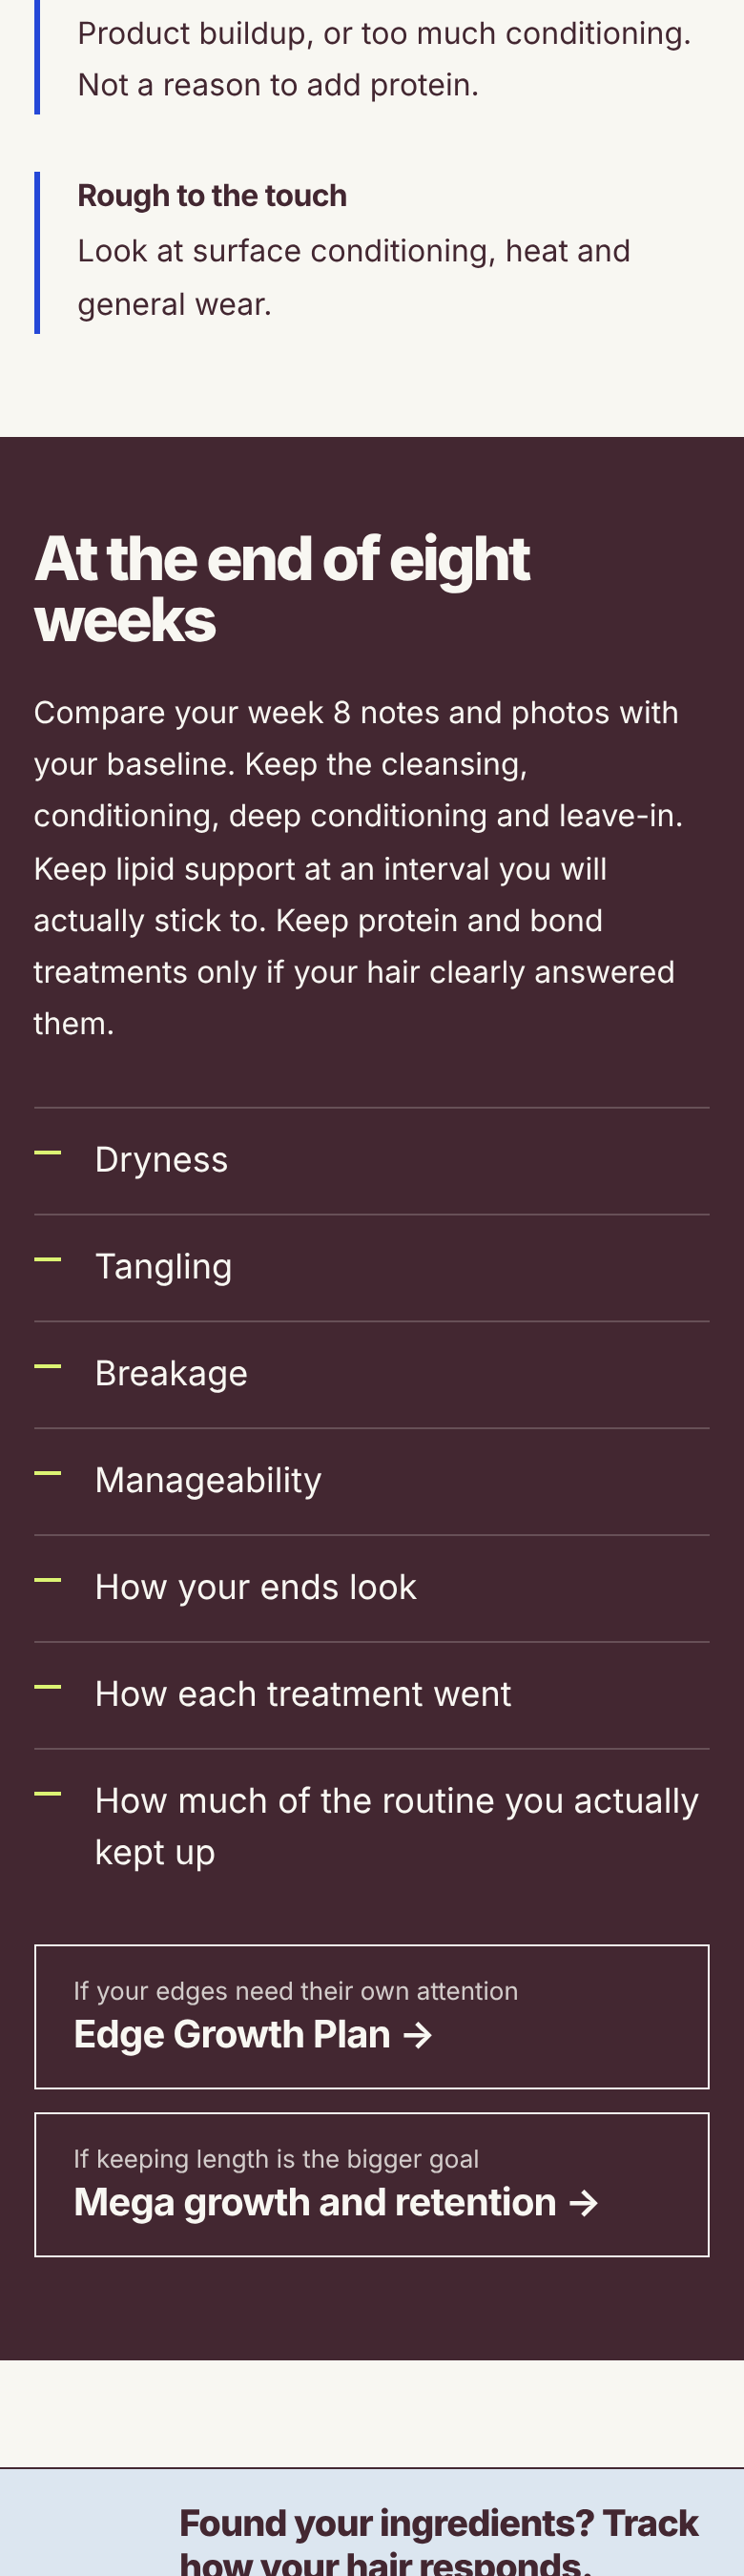 Product buildup, or too much conditioning.
Not a reason to add protein.
Rough to the touch
Look at surface conditioning, heat and
general wear.
At the end of eight
weeks
Compare your week 8 notes and photos with
your baseline. Keep the cleansing,
conditioning, deep conditioning and leave-in.
Keep lipid support at an interval you will
actually stick to. Keep protein and bond
treatments only if your hair clearly answered
them.
Dryness
Tangling
Breakage
Manageability
How your ends look
How each treatment went
How much of the routine you actually
kept up
If your edges need their own attention
Edge Growth Plan →
If keeping length is the bigger goal
Mega growth and retention →
Found your ingredients? Track
how your hair responds.